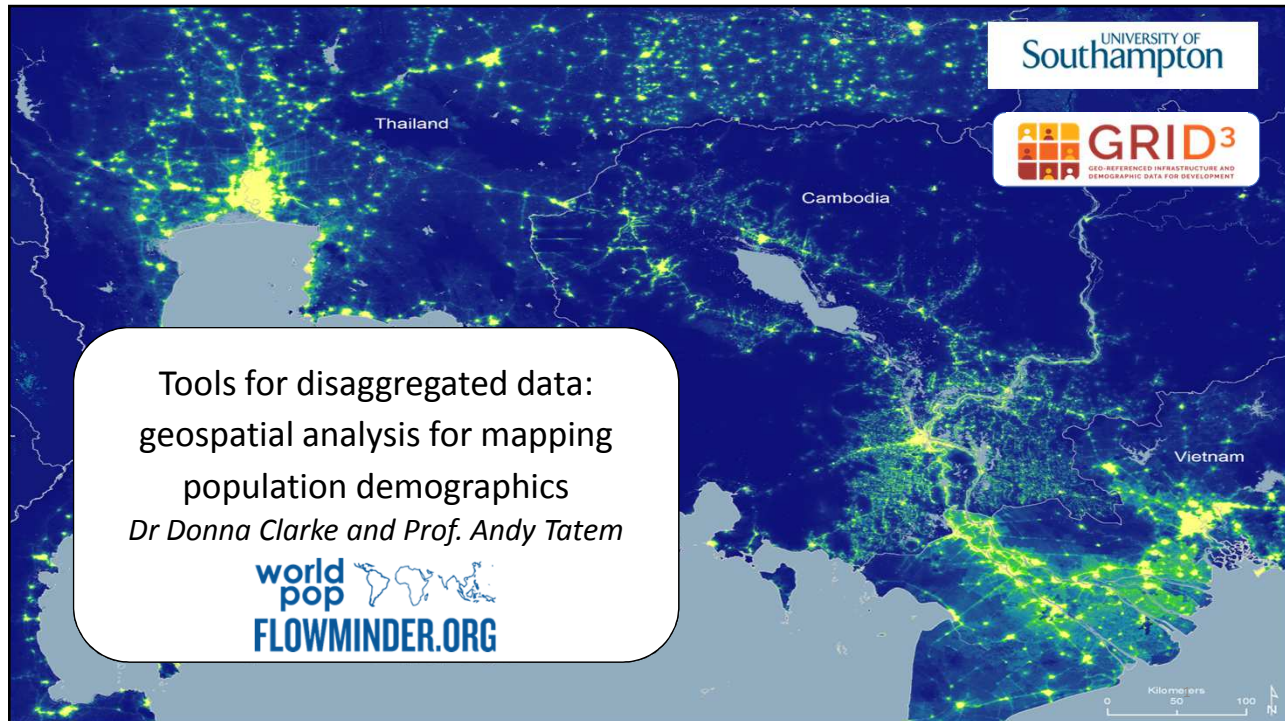 UNIVERSITY OF
Southampton
GRID3
GEO-REFERENCED INFRASTRUCTURE AND
DEMOGRAPHIC DATA FOR DEVELOPMENT
Thailand
Cambodia
Vietnam
Tools for disaggregated data:
geospatial analysis for mapping
population demographics
Dr Donna Clarke and Prof. Andy Tatem
world
pop
FLOWMINDER.ORG
Kilometers
0 50 100
N